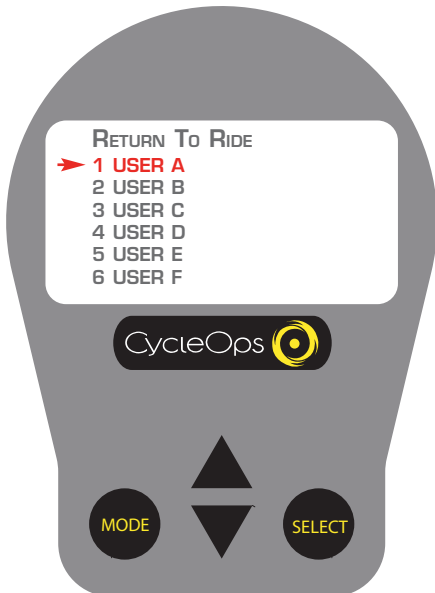 Return To Ride
1 USER A
2 USER B
3 USER C
4 USER D
5 USER E
6 USER F
CycleOps
MODE
SELECT